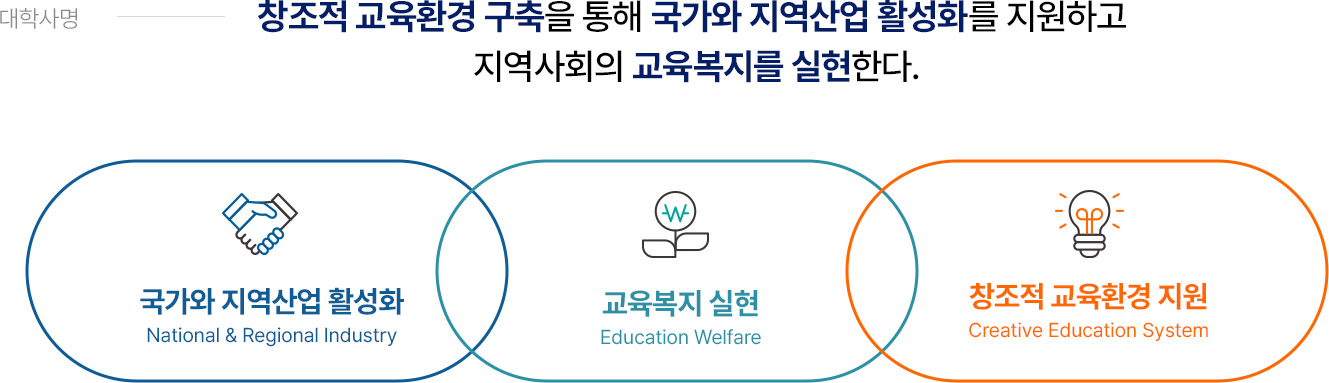 대학사명
창조적 교육환경 구축을 통해 국가와 지역산업 활성화를 지원하고
지역사회의 교육복지를 실현한다.
국가와 지역산업 활성화
National & Regional Industry
교육복지 실현
Education Welfare
창조적 교육환경 지원
Creative Education System